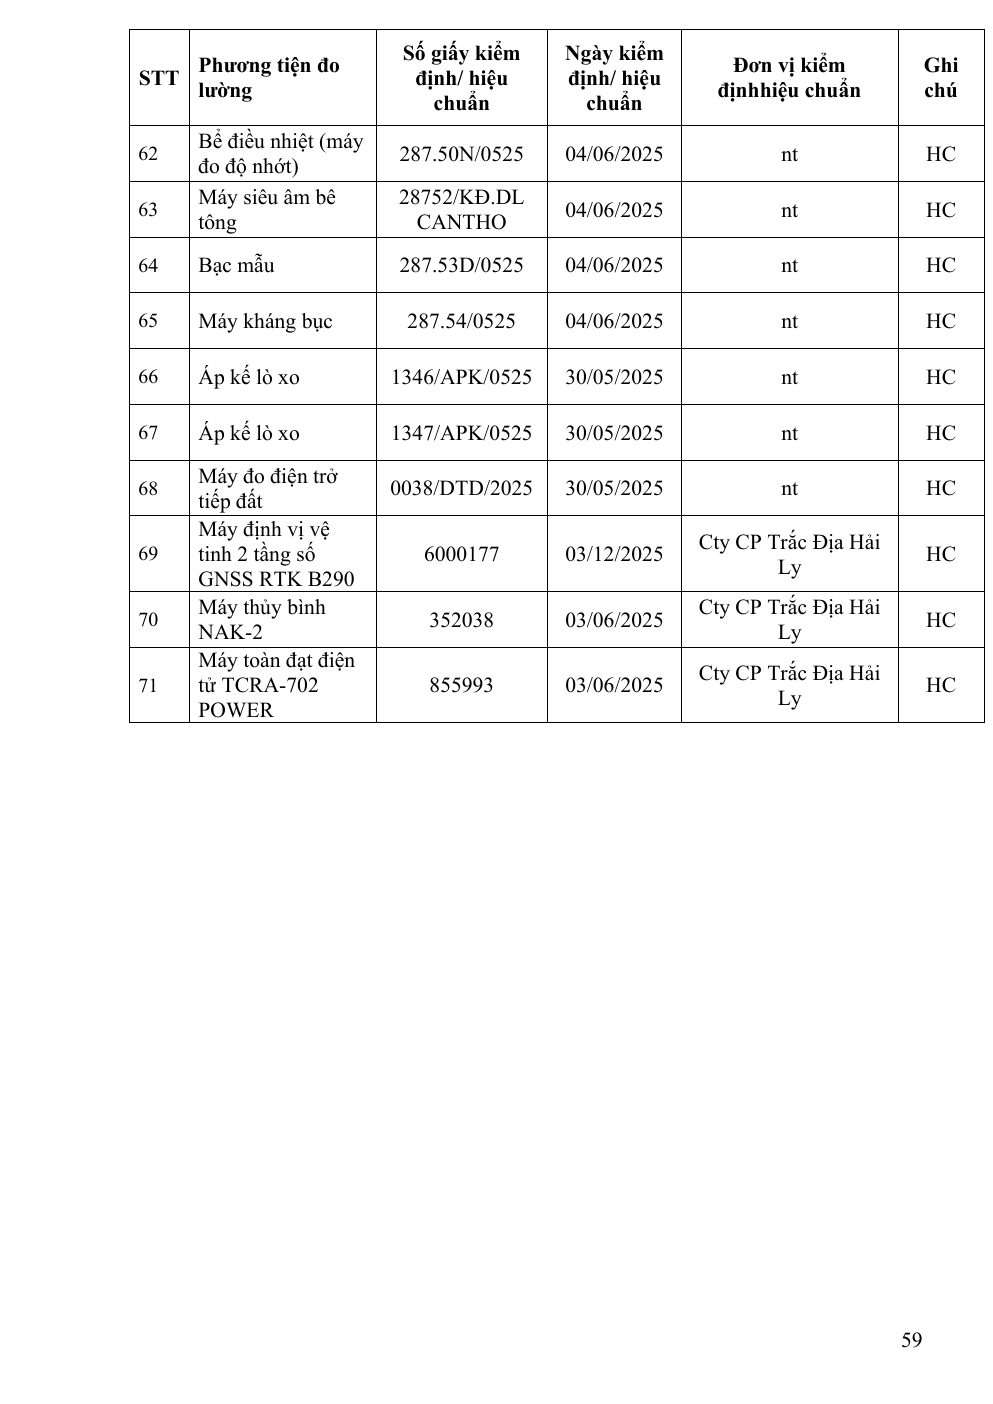 STT
Phương tiện đo
lường
Số giấy kiểm
định/ hiệu
chuẩn
Ngày kiểm
định/ hiệu
chuẩn
Đơn vị kiểm
địnhhiệu chuẩn
Ghi
chú
62
Bể điều nhiệt (máy
đo độ nhớt)
287.50N/0525
04/06/2025
nt
HC
63
Máy siêu âm bê
tông
28752/KĐ.DL
CANTHO
04/06/2025
nt
HC
64
Bạc mẫu
287.53D/0525
04/06/2025
nt
HC
65
Máy kháng bục
287.54/0525
04/06/2025
nt
HC
66
Áp kế lò xo
1346/APK/0525
30/05/2025
nt
HC
67
Áp kế lò xo
1347/APK/0525
30/05/2025
nt
HC
68
Máy đo điện trở
tiếp đất
0038/DTD/2025
30/05/2025
nt
HC
69
Máy định vị vệ
tinh 2 tầng số
GNSS RTK B290
6000177
03/12/2025
Cty CP Trắc Địa Hải
Ly
HC
70
Máy thủy bình
NAK-2
352038
03/06/2025
Cty CP Trắc Địa Hải
Ly
HC
71
Máy toàn đạt điện
tử TCRA-702
POWER
855993
03/06/2025
Cty CP Trắc Địa Hải
Ly
HC
59